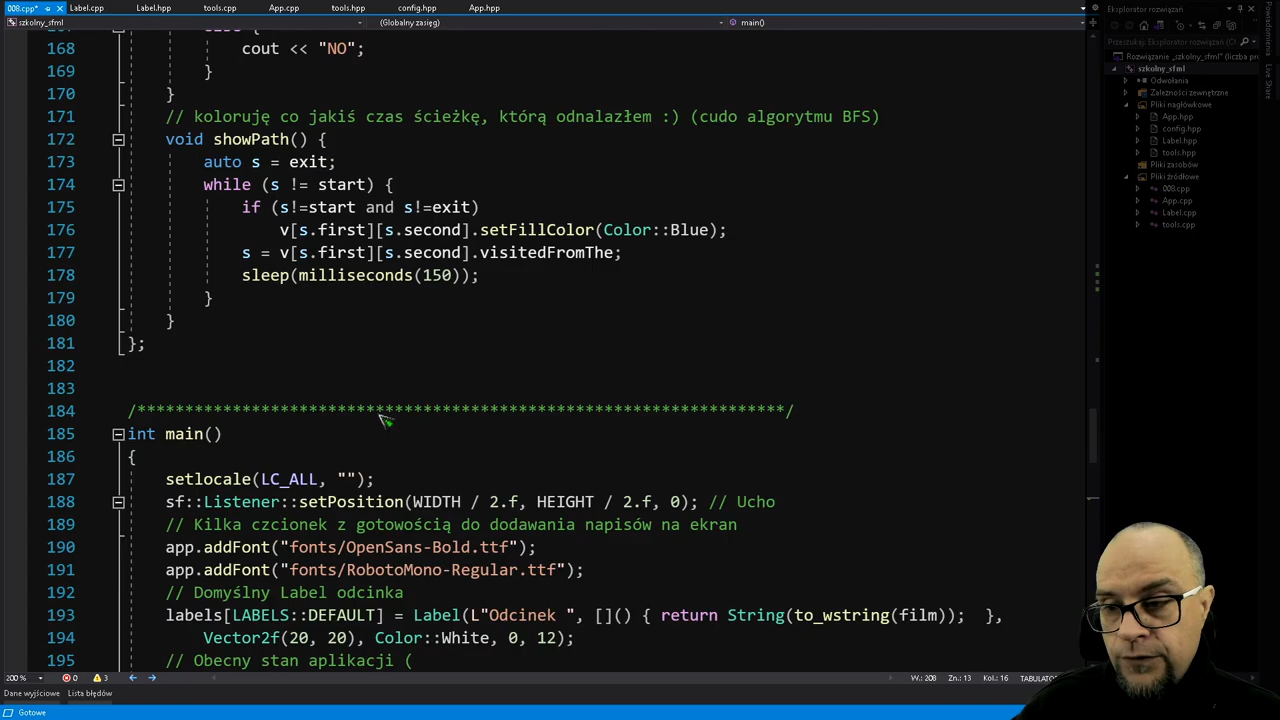 008.cpp* Label.cpp Label.hpp tools.cpp App.cpp tools.hpp config.hpp App.hpp
szkolny_sfml (Globalny zasięg) main()
168 cout << "NO";
169 }
170 }
171 // koloruję co jakiś czas ścieżkę, którą odnalazłem :) (cudo algorytmu BFS)
172 void showPath() {
173 auto s = exit;
174 while (s != start) {
175 if (s!=start and s!=exit)
176 v[s.first][s.second].setFillColor(Color::Blue);
177 s = v[s.first][s.second].visitedFromThe;
178 sleep(milliseconds(150));
179 }
180 }
181 };
182
183
184 /********************************************************************/
185 int main()
186 {
187 setlocale(LC_ALL, "");
188 sf::Listener::setPosition(WIDTH / 2.f, HEIGHT / 2.f, 0); // Ucho
189 // Kilka czcionek z gotowością do dodawania napisów na ekran
190 app.addFont("fonts/OpenSans-Bold.ttf");
191 app.addFont("fonts/RobotoMono-Regular.ttf");
192 // Domyślny Label odcinka
193 labels[LABELS::DEFAULT] = Label(L"Odcinek ", []() { return String(to_wstring(film)); },
194 Vector2f(20, 20), Color::White, 0, 12);
195 // Obecny stan aplikacji (
200 % 0 3 W.: 208 Zn.: 13 Kol.: 16 TABULATO
Dane wyjściowe Lista błędów
Gotowe
Eksplorator rozwiązań
Przeszukaj: Eksplorator rozwiązań (
Rozwiązanie „szkolny_sfml" (liczba pro
szkolny_sfml
Odwołania
Zależności zewnętrzne
Pliki nagłówkowe
App.hpp
config.hpp
Label.hpp
tools.hpp
Pliki zasobów
Pliki źródłowe
008.cpp
App.cpp
Label.cpp
tools.cpp
Powiadomienia
Live Share